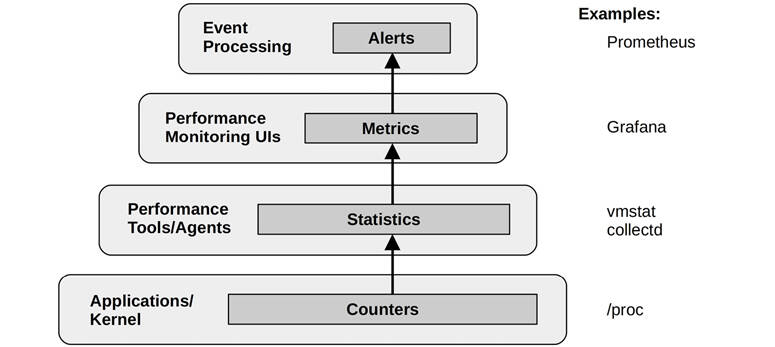 Examples:
Event
Processing
Alerts
Prometheus
Performance
Monitoring UIs
Metrics
Grafana
Performance
Tools/Agents
Statistics
vmstat
collectd
Applications/
Kernel
Counters
/proc